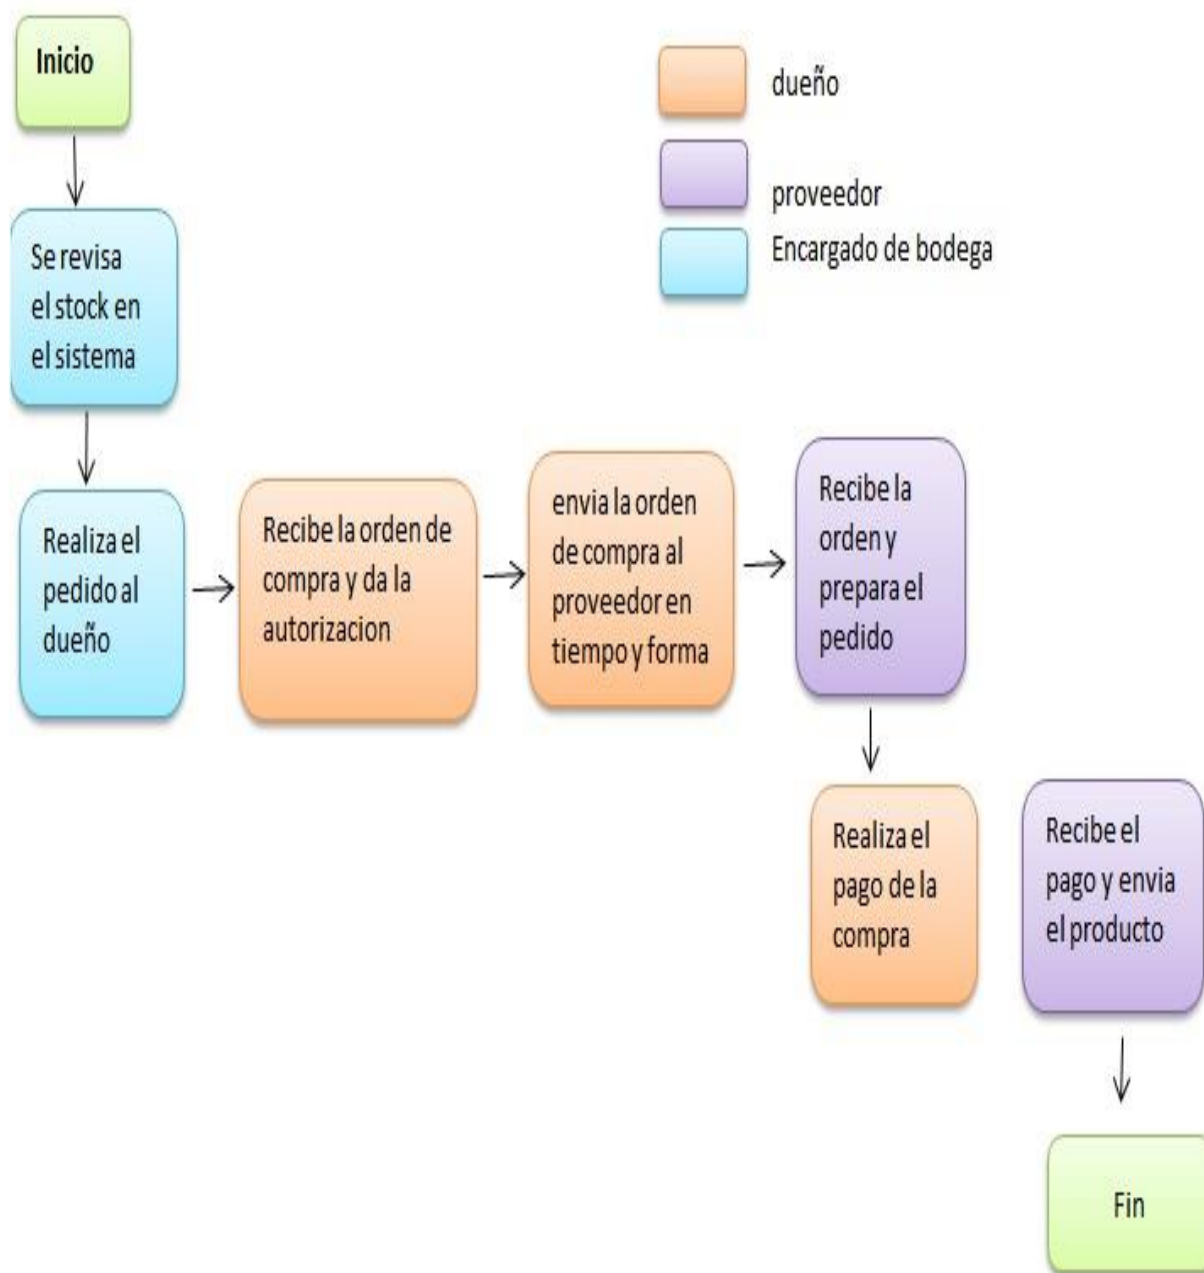 Inicio
dueño
proveedor
Encargado de bodega
Se revisa
el stock en
el sistema
Realiza el
pedido al
dueño
Recibe la orden de
compra y da la
autorizacion
envia la orden
de compra al
proveedor en
tiempo y forma
Recibe la
orden y
prepara el
pedido
Realiza el
pago de la
compra
Recibe el
pago y envia
el producto
Fin